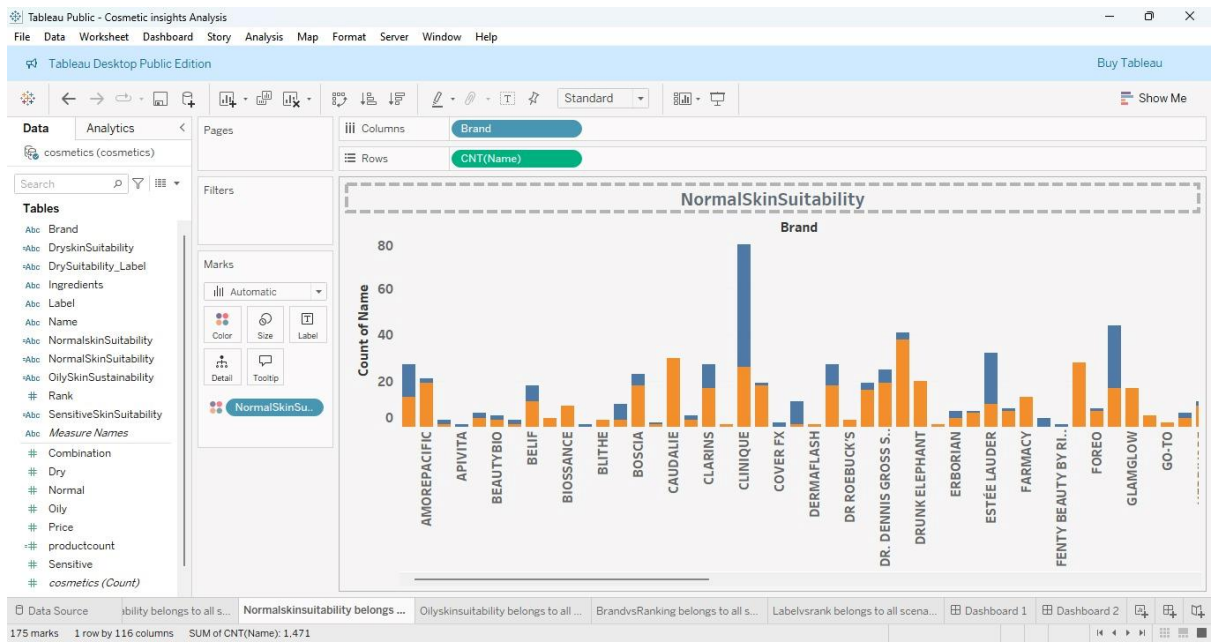 Tableau Public - Cosmetic insights Analysis
File Data Worksheet Dashboard Story Analysis Map Format Server Window Help
Tableau Desktop Public Edition
Buy Tableau
Standard
Show Me
Data Analytics
cosmetics (cosmetics)
Search
Tables
Abc Brand
=Abc DryskinSuitability
=Abc DrySuitability_Label
Abc Ingredients
Abc Label
Abc Name
=Abc NormalskinSuitability
=Abc NormalSkinSuitability
=Abc OilySkinSustainability
# Rank
=Abc SensitiveSkinSuitability
Abc Measure Names
# Combination
# Dry
# Normal
# Oily
# Price
=# productcount
# Sensitive
# cosmetics (Count)
Pages
Filters
Marks
Automatic
Color Size Label
Detail Tooltip
NormalSkinSu..
Columns Brand
Rows CNT(Name)
NormalSkinSuitability
Brand
Count of Name
80
60
40
20
0
AMOREPACIFIC
APIVITA
BEAUTYBIO
BELIF
BIOSSANCE
BLITHE
BOSCIA
CAUDALIE
CLARINS
CLINIQUE
COVER FX
DERMAFLASH
DR ROEBUCK'S
DR. DENNIS GROSS S..
DRUNK ELEPHANT
ERBORIAN
ESTÉE LAUDER
FARMACY
FENTY BEAUTY BY RI..
FOREO
GLAMGLOW
GO-TO
Data Source
ability belongs to all s...
Normalskinsuitability belongs ...
Oilyskinsuitability belongs to all ...
BrandvsRanking belongs to all s...
Labelvsrank belongs to all scena...
Dashboard 1
Dashboard 2
175 marks 1 row by 116 columns SUM of CNT(Name): 1,471